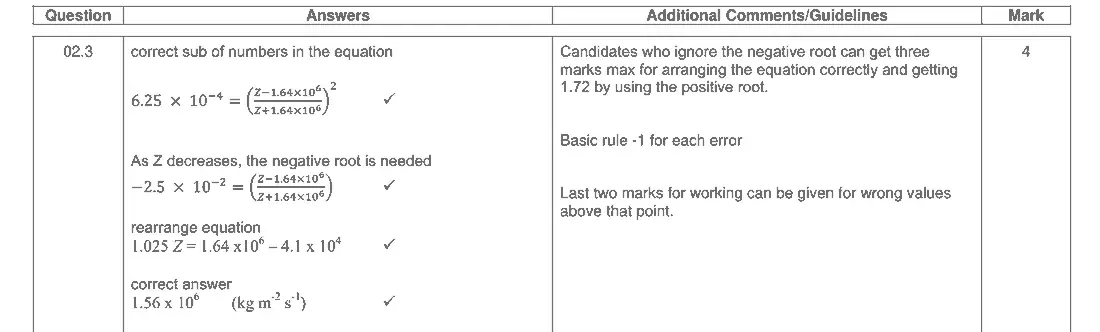 Question Answers Additional Comments/Guidelines Mark
02.3 correct sub of numbers in the equation
6.25 × 10⁻⁴ = ((Z−1.64×10⁶)/(Z+1.64×10⁶))² ✓
As Z decreases, the negative root is needed
−2.5 × 10⁻² = ((Z−1.64×10⁶)/(Z+1.64×10⁶)) ✓
rearrange equation
1.025 Z = 1.64 x10⁶ – 4.1 x 10⁴ ✓
correct answer
1.56 x 10⁶ (kg m⁻² s⁻¹) ✓
Candidates who ignore the negative root can get three
marks max for arranging the equation correctly and getting
1.72 by using the positive root.
Basic rule -1 for each error
Last two marks for working can be given for wrong values
above that point.
4